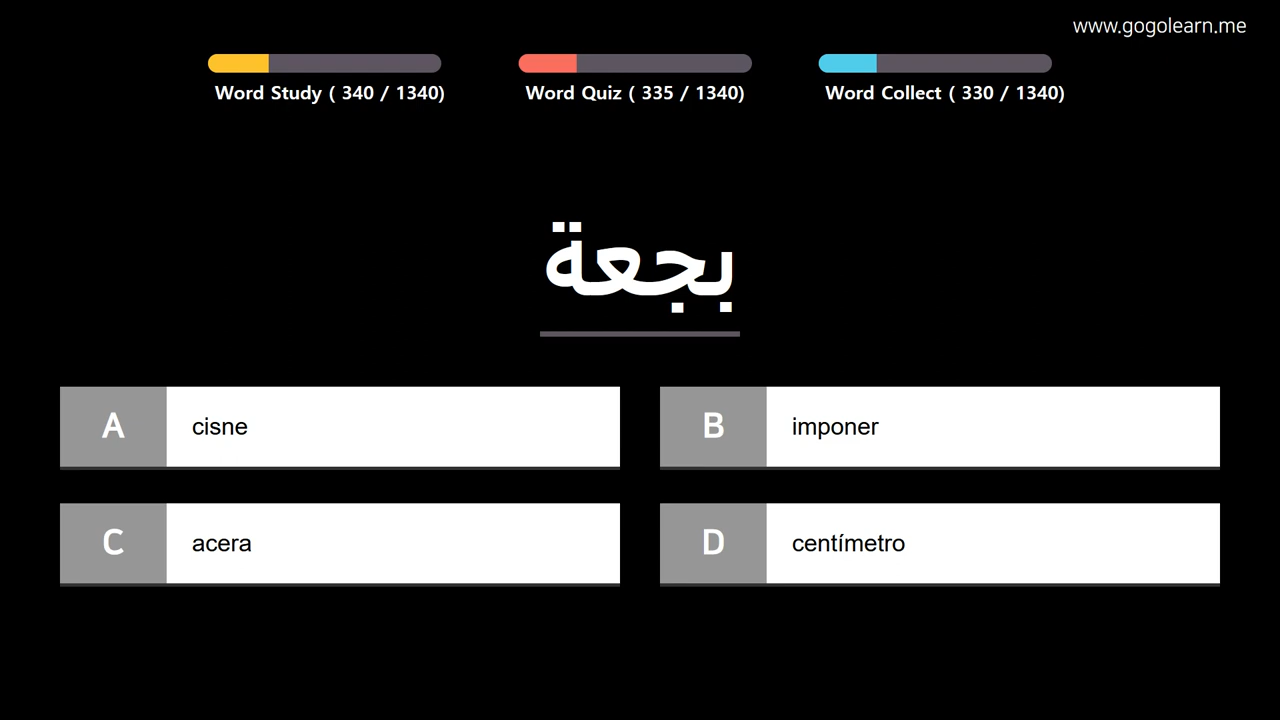 www.gogolearn.me
Word Study ( 340 / 1340)
Word Quiz ( 335 / 1340)
Word Collect ( 330 / 1340)
بجعة
A cisne
B imponer
C acera
D centímetro